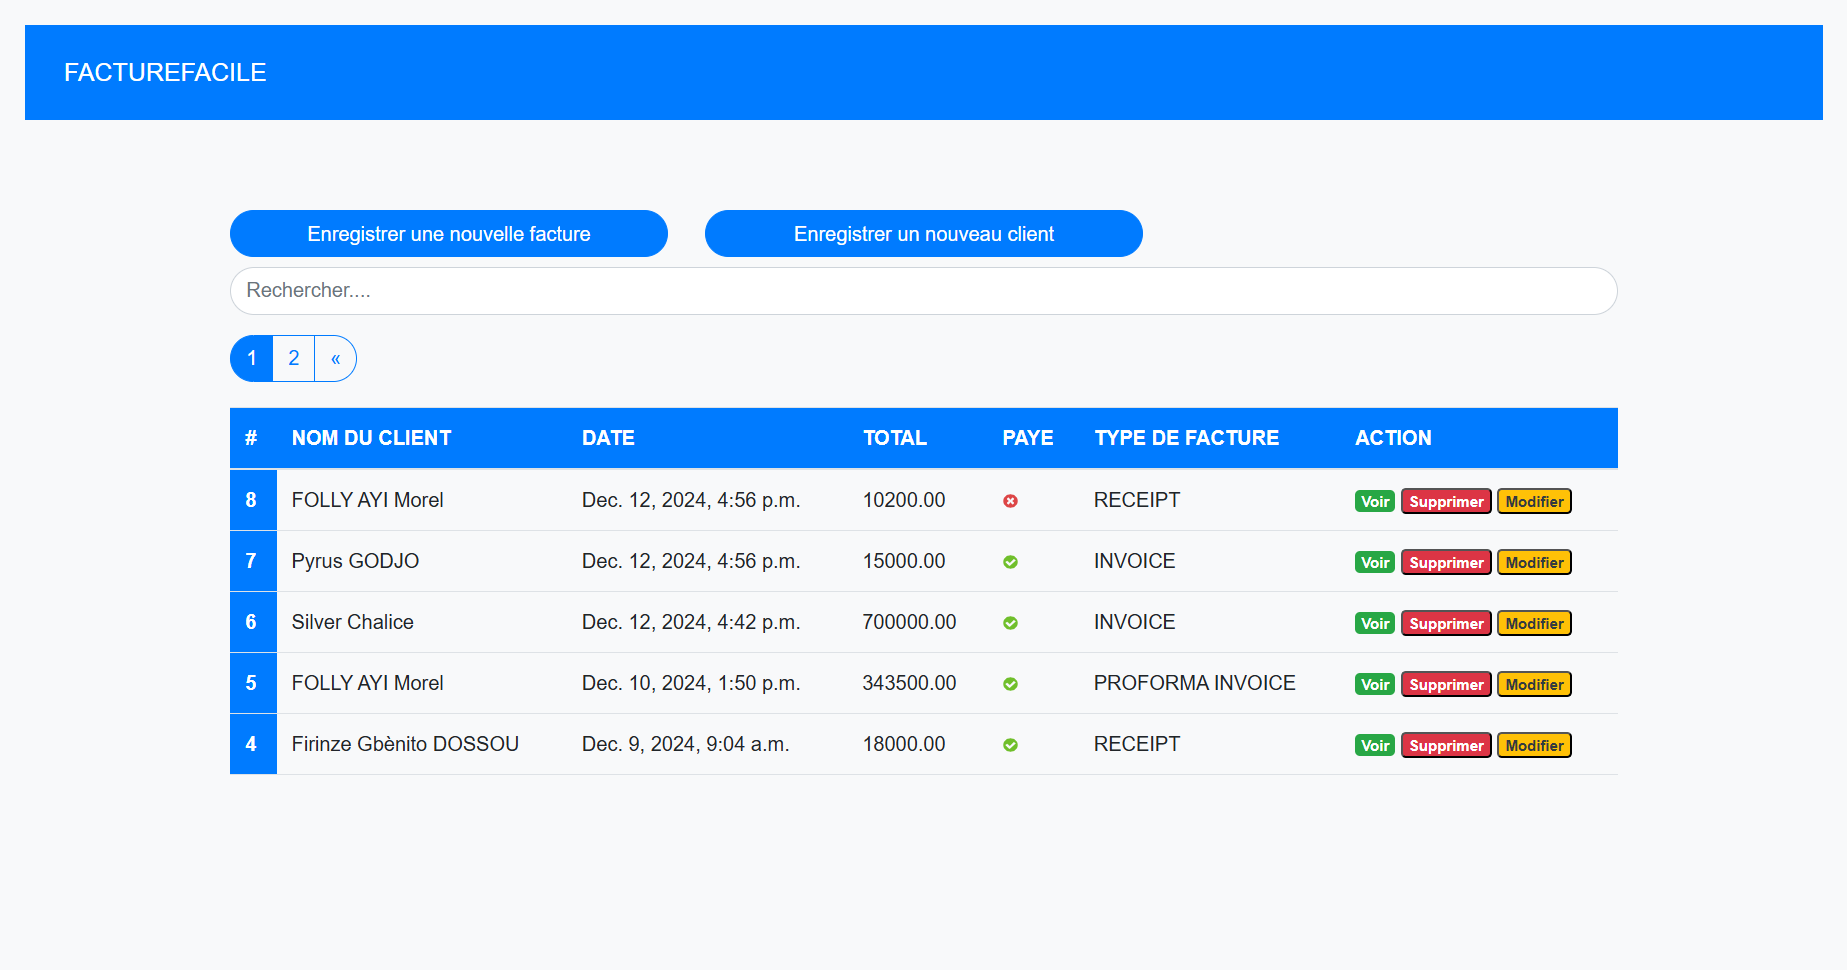 FACTUREFACILE
Enregistrer une nouvelle facture Enregistrer un nouveau client
Rechercher....
1 2 «
# NOM DU CLIENT DATE TOTAL PAYE TYPE DE FACTURE ACTION
8 FOLLY AYI Morel Dec. 12, 2024, 4:56 p.m. 10200.00 RECEIPT Voir Supprimer Modifier
7 Pyrus GODJO Dec. 12, 2024, 4:56 p.m. 15000.00 INVOICE Voir Supprimer Modifier
6 Silver Chalice Dec. 12, 2024, 4:42 p.m. 700000.00 INVOICE Voir Supprimer Modifier
5 FOLLY AYI Morel Dec. 10, 2024, 1:50 p.m. 343500.00 PROFORMA INVOICE Voir Supprimer Modifier
4 Firinze Gbènito DOSSOU Dec. 9, 2024, 9:04 a.m. 18000.00 RECEIPT Voir Supprimer Modifier